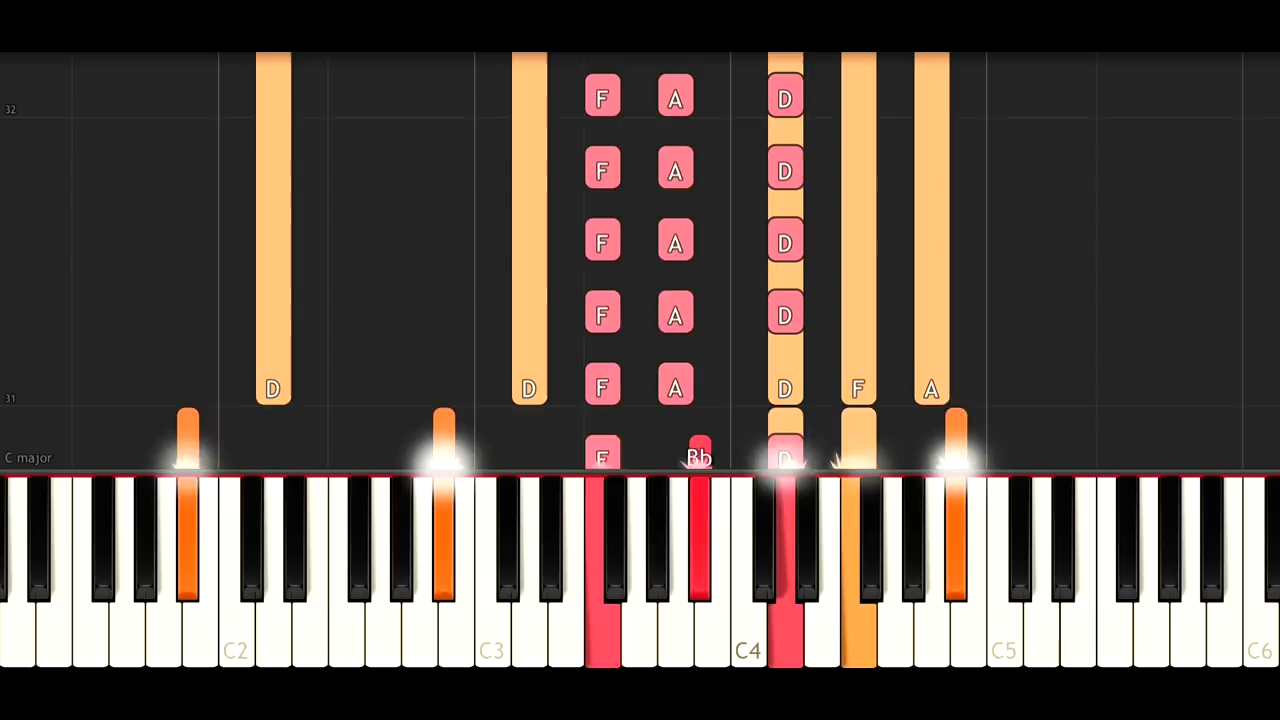 32
F A D
F A D
F A D
F A D
D D F A D F A
31
C major
F Bb D
C2 C3 C4 C5 C6